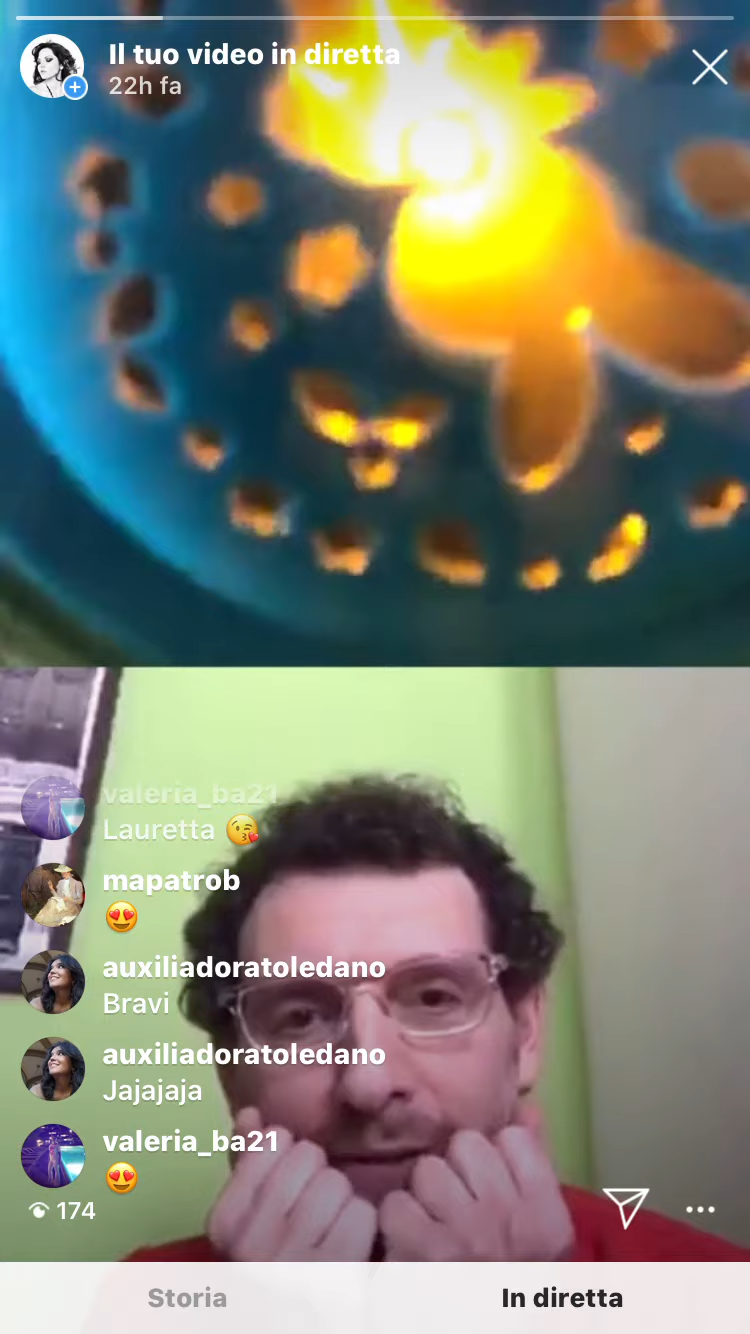 Il tuo video in diretta
22h fa
valeria_ba21
Lauretta 😘
mapatrob
😍
auxiliadoratoledano
Bravi
auxiliadoratoledano
Jajajaja
valeria_ba21
😍
174
Storia
In diretta